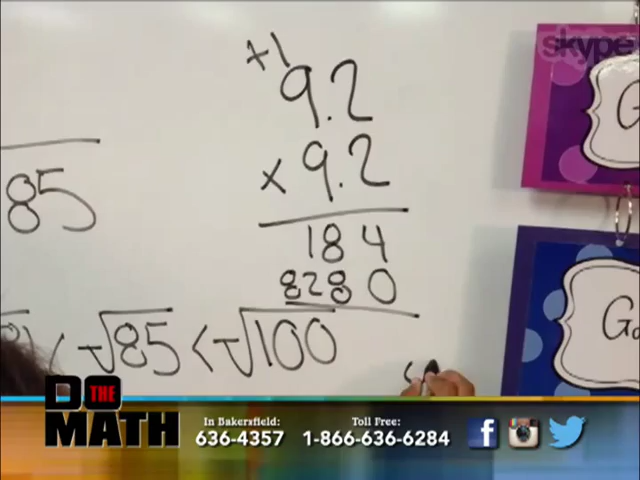 skype
+1
9.2
× 9.2
85
184
8280
< √85 < √100
G
Go
DO THE MATH
In Bakersfield:
636-4357
Toll Free:
1-866-636-6284
f